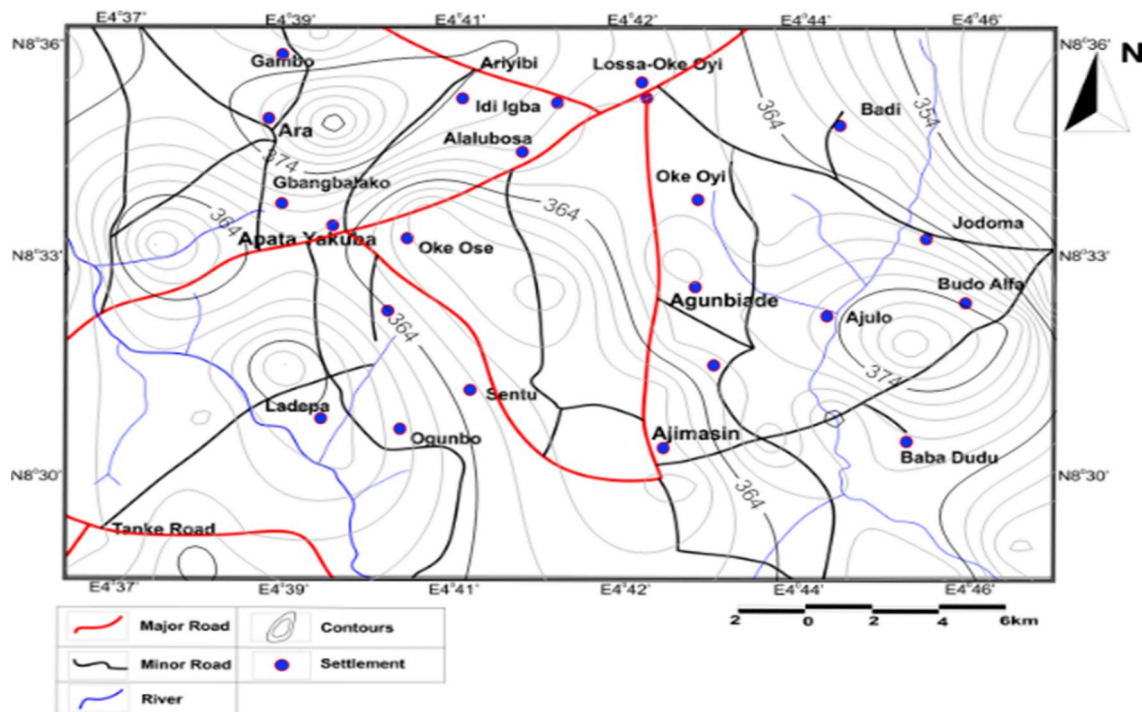 E4°37' E4°39' E4°41' E4°42' E4°44' E4°46'
N8°36' N8°36'
N
Gambo Ariyibi Lossa-Oke Oyi
364 354
Idi Igba Badi
Ara Alalubosa
374
Gbangbalako Oke Oyi
364 364 Jodoma
Apata Yakuba Oke Ose
N8°33' N8°33'
Budo Alfa
Agunbiade
364 Ajulo
374
Ladepa Sentu
Ogunbo Ajimasin
Baba Dudu
N8°30' N8°30'
364
Tanke Road
E4°37' E4°39' E4°41' E4°42' E4°44' E4°46'
2 0 2 4 6km
Major Road Contours
Minor Road Settlement
River